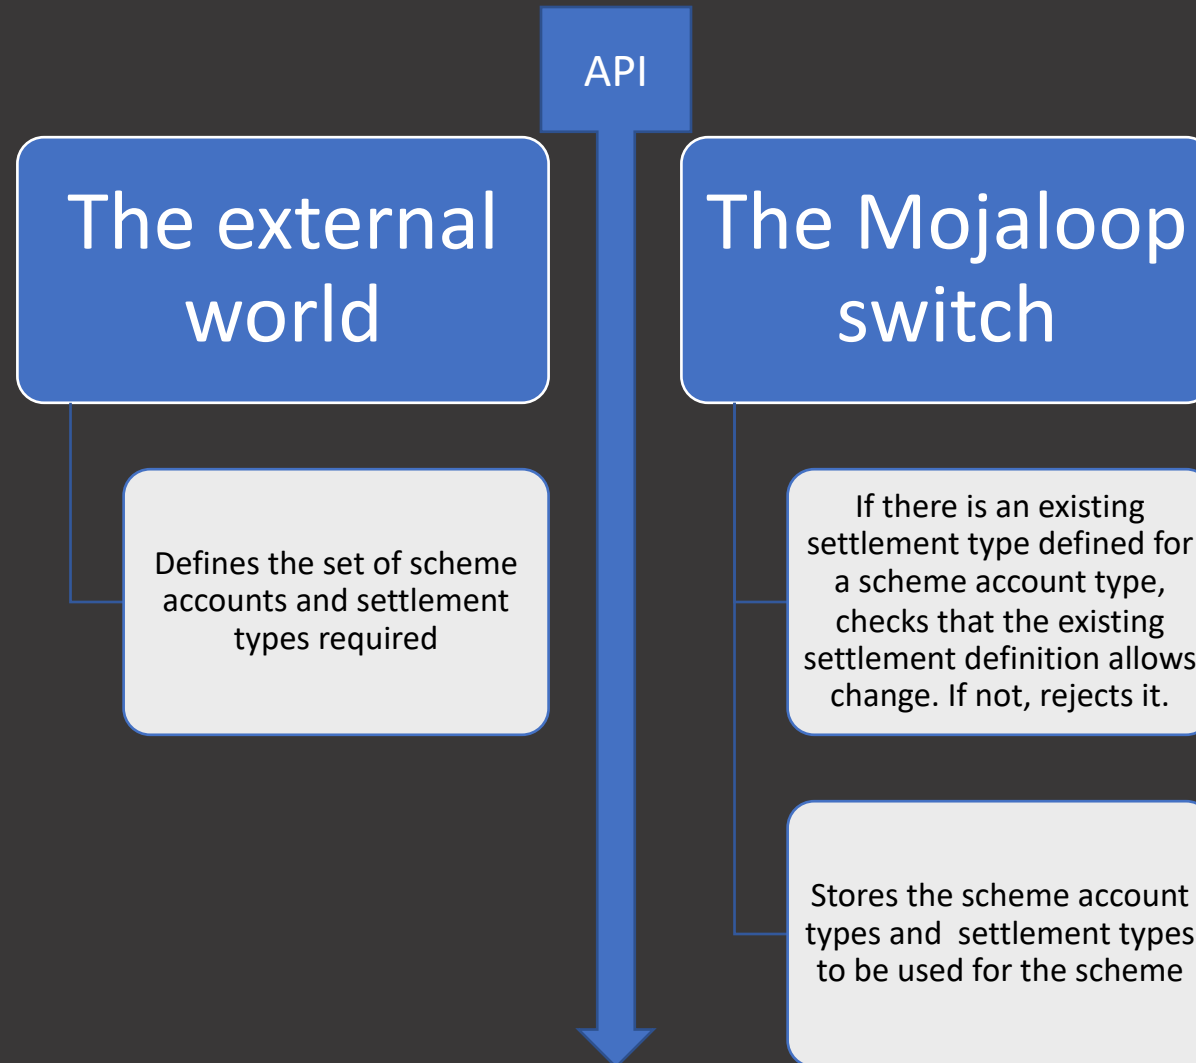 API
The external
world
The Mojaloop
switch
Defines the set of scheme
accounts and settlement
types required
If there is an existing
settlement type defined for
a scheme account type,
checks that the existing
settlement definition allows
change. If not, rejects it.
Stores the scheme account
types and  settlement types
to be used for the scheme